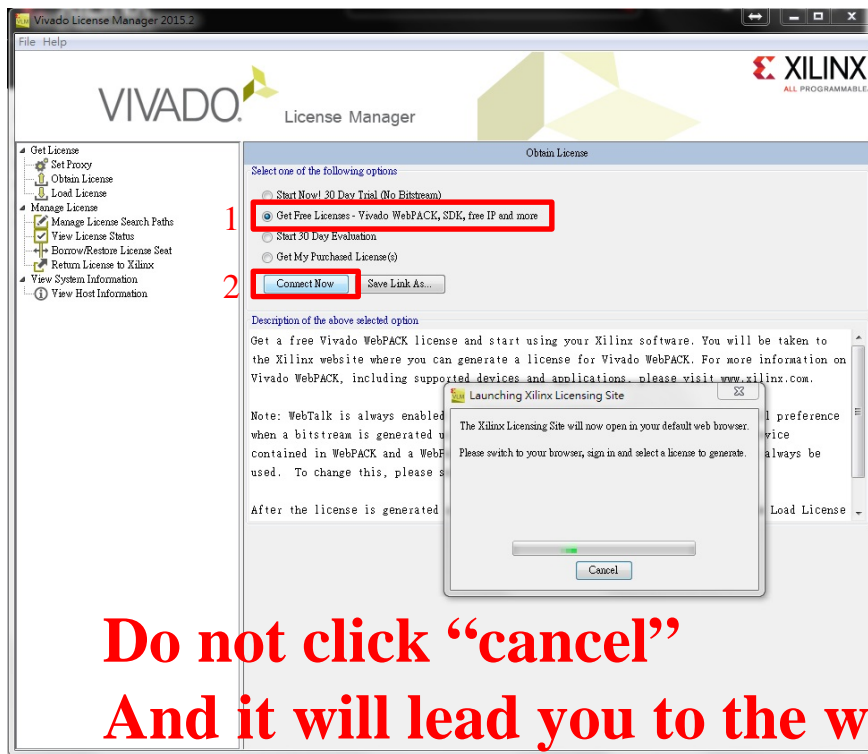 Vivado License Manager 2015.2
File Help
VIVADO.
License Manager
XILINX
ALL PROGRAMMABLE
Get License
Set Proxy
Obtain License
Load License
Manage License
Manage License Search Paths
View License Status
Borrow/Restore License Seat
Return License to Xilinx
View System Information
View Host Information
Obtain License
Select one of the following options
Start Now! 30 Day Trial (No Bitstream)
1
Get Free Licenses - Vivado WebPACK, SDK, free IP and more
Start 30 Day Evaluation
Get My Purchased License(s)
2
Connect Now Save Link As...
Description of the above selected option
Get a free Vivado WebPACK license and start using your Xilinx software. You will be taken to
the Xilinx website where you can generate a license for Vivado WebPACK. For more information on
Vivado WebPACK, including supported devices and applications, please visit www.xilinx.com.
Note: WebTalk is always enabled l preference
when a bitstream is generated vice
contained in WebPACK and a always be
used. To change this, please
After the license is generated Load License
Launching Xilinx Licensing Site
The Xilinx Licensing Site will now open in your default web browser.
Please switch to your browser, sign in and select a license to generate.
Cancel
Do not click “cancel”
And it will lead you to the w